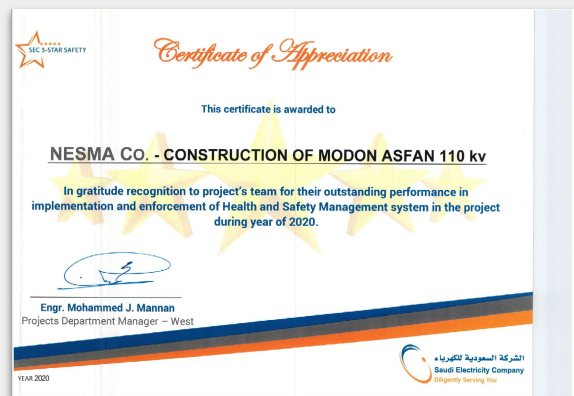 SEC 5-STAR SAFETY
Certificate of Appreciation
This certificate is awarded to
NESMA CO. - CONSTRUCTION OF MODON ASFAN 110 kv
In gratitude recognition to project's team for their outstanding performance in
implementation and enforcement of Health and Safety Management system in the project
during year of 2020.
Engr. Mohammed J. Mannan
Projects Department Manager – West
الشركة السعودية للكهرباء
Saudi Electricity Company
Diligently Serving You
YEAR 2020